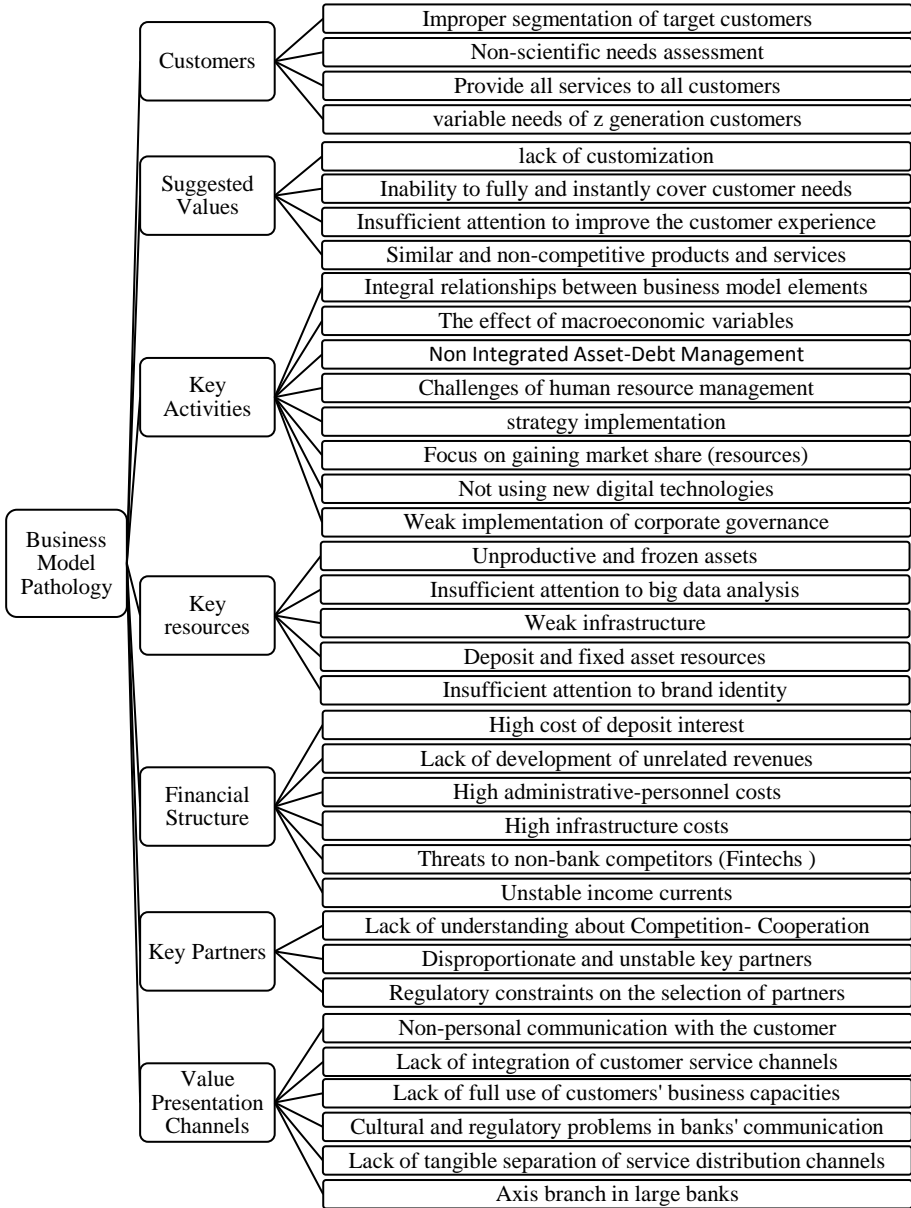 Business
Model
Pathology
Customers
Improper segmentation of target customers
Non-scientific needs assessment
Provide all services to all customers
variable needs of z generation customers
Suggested
Values
lack of customization
Inability to fully and instantly cover customer needs
Insufficient attention to improve the customer experience
Similar and non-competitive products and services
Key
Activities
Integral relationships between business model elements
The effect of macroeconomic variables
Non Integrated Asset-Debt Management
Challenges of human resource management
strategy implementation
Focus on gaining market share (resources)
Not using new digital technologies
Weak implementation of corporate governance
Key
resources
Unproductive and frozen assets
Insufficient attention to big data analysis
Weak infrastructure
Deposit and fixed asset resources
Insufficient attention to brand identity
Financial
Structure
High cost of deposit interest
Lack of development of unrelated revenues
High administrative-personnel costs
High infrastructure costs
Threats to non-bank competitors (Fintechs )
Unstable income currents
Key Partners
Lack of understanding about Competition- Cooperation
Disproportionate and unstable key partners
Regulatory constraints on the selection of partners
Value
Presentation
Channels
Non-personal communication with the customer
Lack of integration of customer service channels
Lack of full use of customers' business capacities
Cultural and regulatory problems in banks' communication
Lack of tangible separation of service distribution channels
Axis branch in large banks